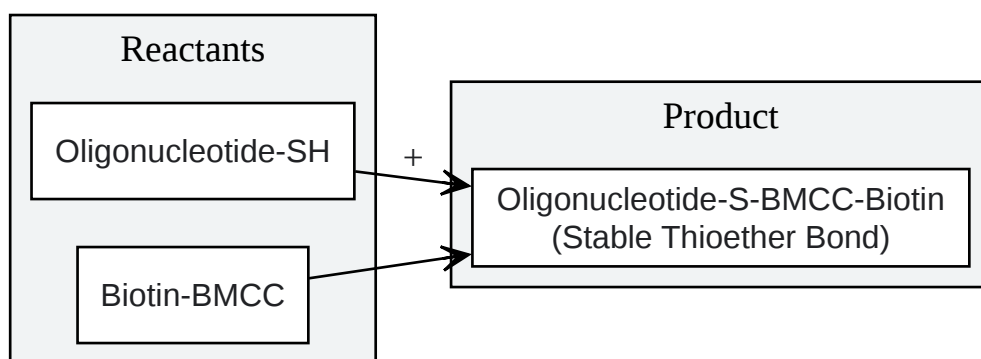 Reactants
Oligonucleotide-SH
+
Biotin-BMCC
Product
Oligonucleotide-S-BMCC-Biotin
(Stable Thioether Bond)